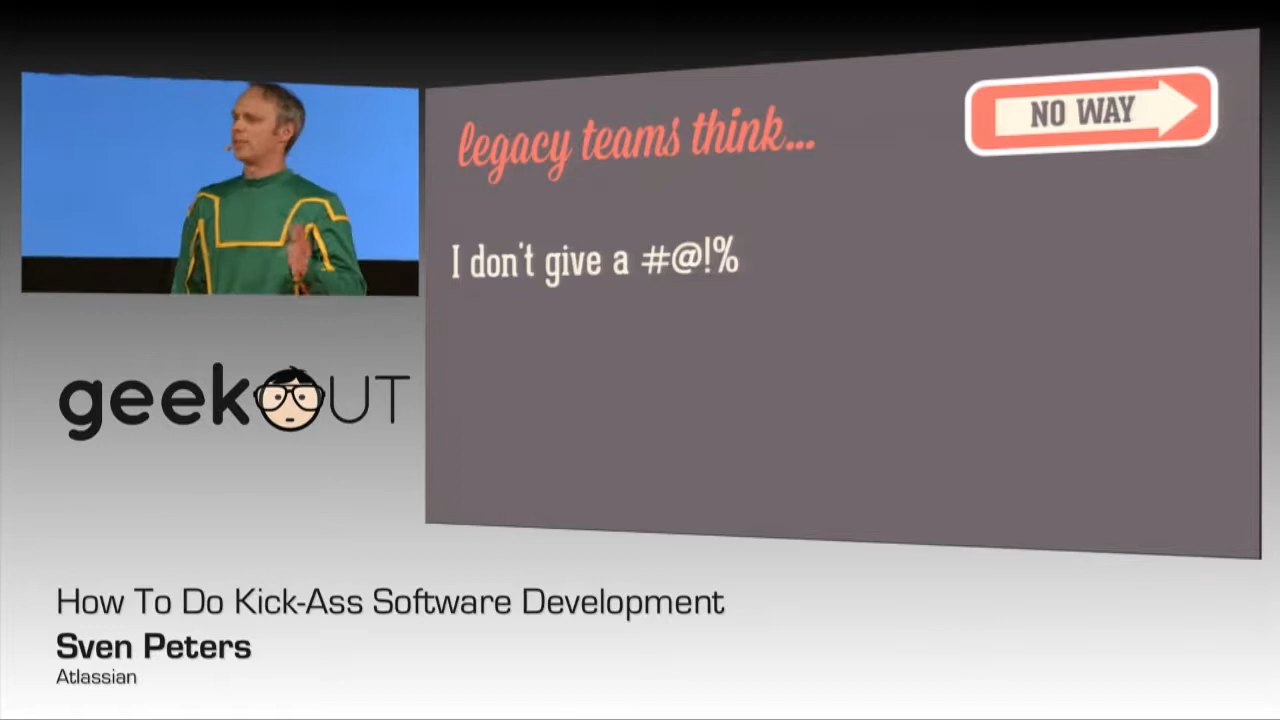 legacy teams think...
NO WAY
I don't give a #@!%
geekOUT
How To Do Kick-Ass Software Development
Sven Peters
Atlassian